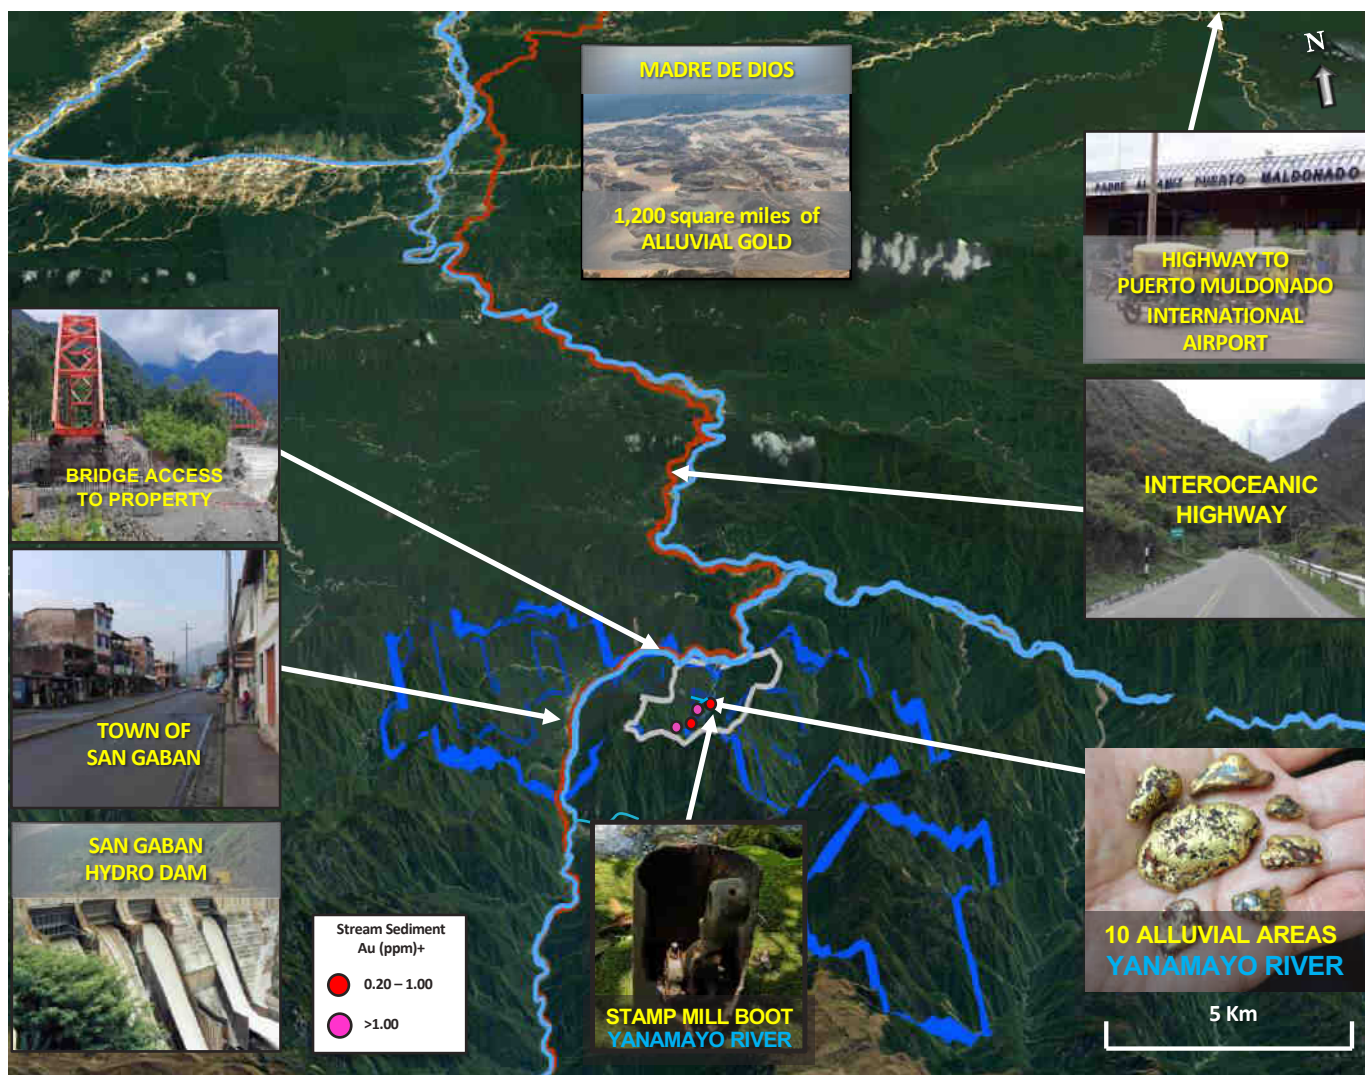 MADRE DE DIOS
1,200 square miles of
ALLUVIAL GOLD
N
PUERTO MALDONADO
HIGHWAY TO
PUERTO MULDONADO
INTERNATIONAL
AIRPORT
BRIDGE ACCESS
TO PROPERTY
INTEROCEANIC
HIGHWAY
TOWN OF
SAN GABAN
SAN GABAN
HYDRO DAM
Stream Sediment
Au (ppm)+
0.20 – 1.00
>1.00
STAMP MILL BOOT
YANAMAYO RIVER
10 ALLUVIAL AREAS
YANAMAYO RIVER
5 Km